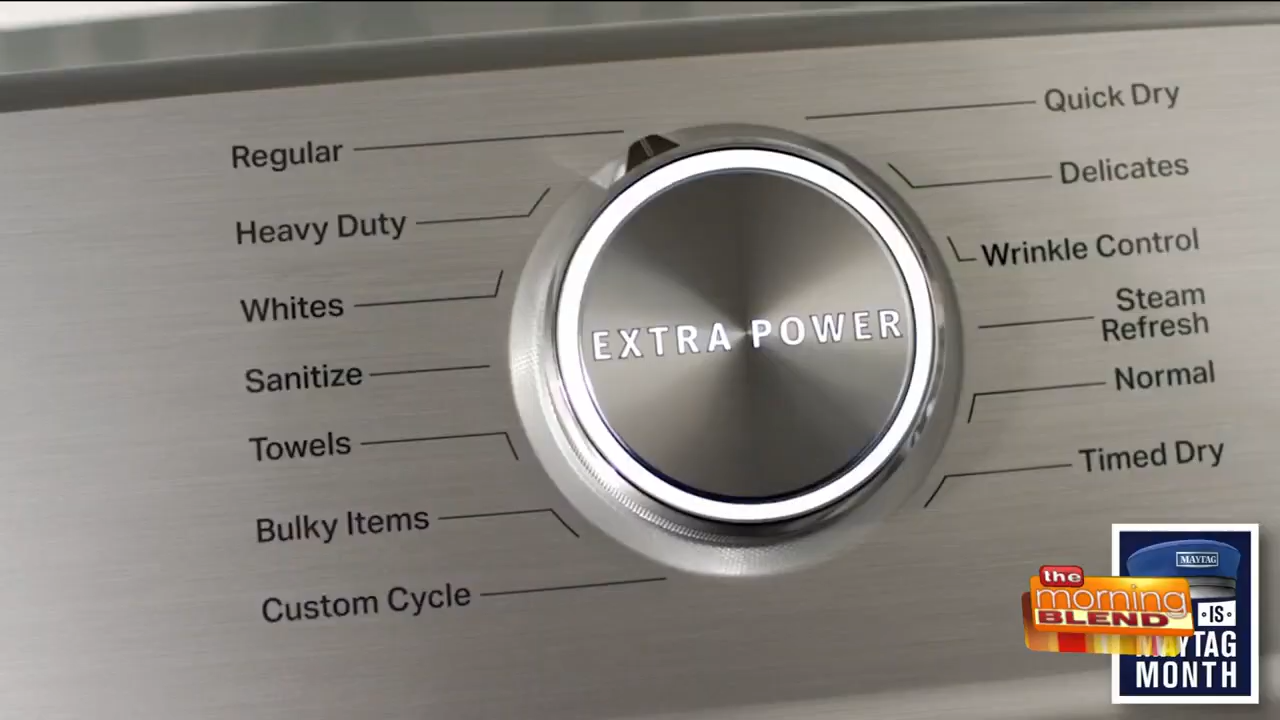 Regular
Heavy Duty
Whites
Sanitize
Towels
Bulky Items
Custom Cycle
EXTRA POWER
Quick Dry
Delicates
Wrinkle Control
Steam
Refresh
Normal
Timed Dry
the
morning
BLEND
MAYTAG
IS
MAYTAG
MONTH